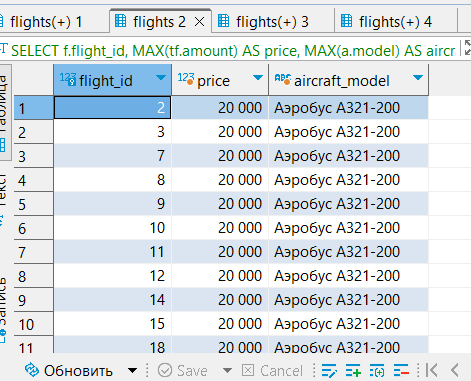 flights(+) 1 flights 2 flights(+) 3 flights(+) 4
SELECT f.flight_id, MAX(tf.amount) AS price, MAX(a.model) AS aircr
flight_id price aircraft_model
1 2 20 000 Аэробус A321-200
2 3 20 000 Аэробус A321-200
3 7 20 000 Аэробус A321-200
4 8 20 000 Аэробус A321-200
5 9 20 000 Аэробус A321-200
6 10 20 000 Аэробус A321-200
7 11 20 000 Аэробус A321-200
8 12 20 000 Аэробус A321-200
9 14 20 000 Аэробус A321-200
10 15 20 000 Аэробус A321-200
11 18 20 000 Аэробус A321-200
Таблица
Текст
Запись
Обновить Save Cancel